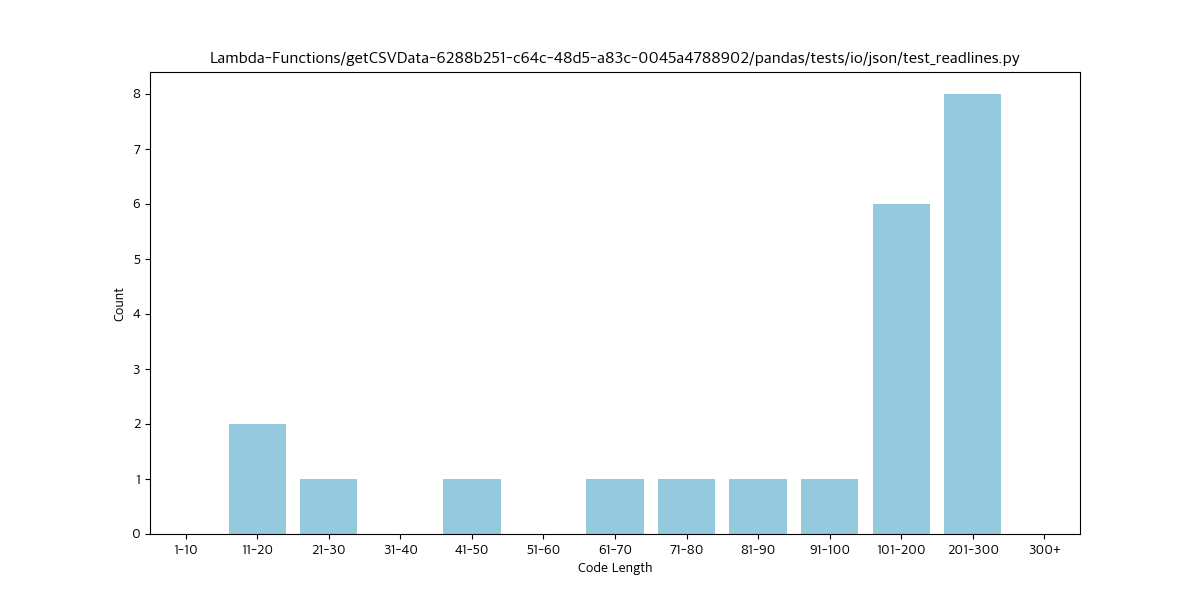 Lambda-Functions/getCSVData-6288b251-c64c-48d5-a83c-0045a4788902/pandas/tests/io/json/test_readlines.py
8
7
6
5
4
3
2
1
0
Count
1-10 11-20 21-30 31-40 41-50 51-60 61-70 71-80 81-90 91-100 101-200 201-300 300+
Code Length